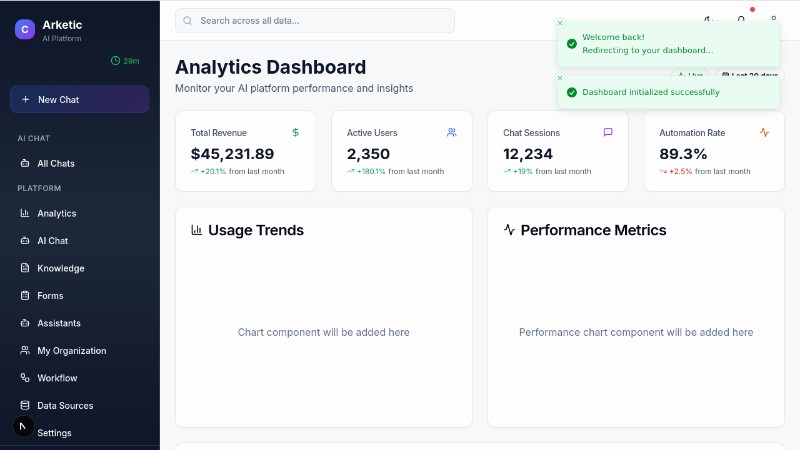 C
Arketic
AI Platform
29m
New Chat
AI CHAT
All Chats
PLATFORM
Analytics
AI Chat
Knowledge
Forms
Assistants
My Organization
Workflow
Data Sources
N
Settings
Search across all data...
Welcome back!
Redirecting to your dashboard...
Dashboard initialized successfully
Analytics Dashboard
Monitor your AI platform performance and insights
Live
Last 30 days
Total Revenue
$45,231.89
+20.1% from last month
Active Users
2,350
+180.1% from last month
Chat Sessions
12,234
+19% from last month
Automation Rate
89.3%
+2.5% from last month
Usage Trends
Chart component will be added here
Performance Metrics
Performance chart component will be added here